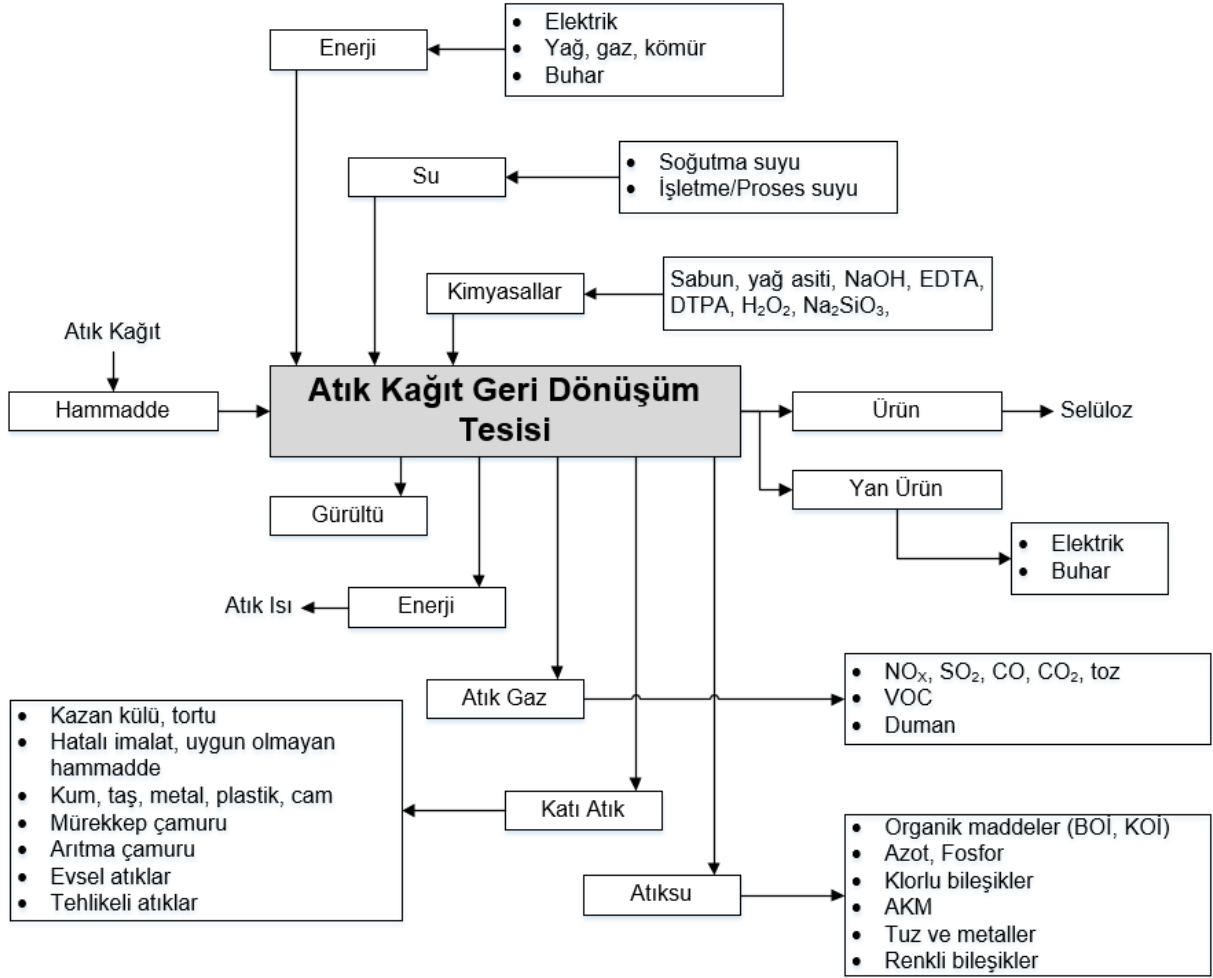 Enerji
• Elektrik
• Yağ, gaz, kömür
• Buhar
Su
• Soğutma suyu
• İşletme/Proses suyu
Kimyasallar
Sabun, yağ asiti, NaOH, EDTA,
DTPA, H₂O₂, Na₂SiO₃,
Atık Kağıt
Hammadde
Atık Kağıt Geri Dönüşüm
Tesisi
Ürün
Selüloz
Yan Ürün
• Elektrik
• Buhar
Gürültü
Enerji
Atık Isı
Atık Gaz
• NOₓ, SO₂, CO, CO₂, toz
• VOC
• Duman
Katı Atık
• Kazan külü, tortu
• Hatalı imalat, uygun olmayan
hammadde
• Kum, taş, metal, plastik, cam
• Mürekkep çamuru
• Arıtma çamuru
• Evsel atıklar
• Tehlikeli atıklar
Atıksu
• Organik maddeler (BOİ, KOİ)
• Azot, Fosfor
• Klorlu bileşikler
• AKM
• Tuz ve metaller
• Renkli bileşikler